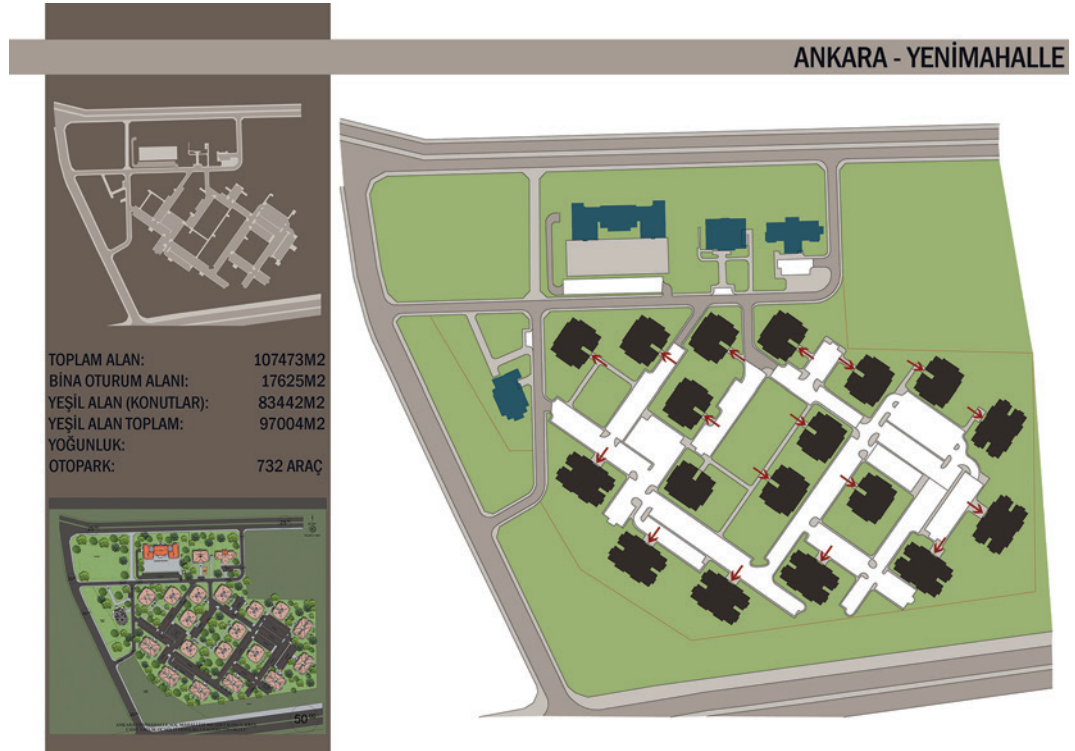 ANKARA - YENİMAHALLE
TOPLAM ALAN: 107473M2
BİNA OTURUM ALANI: 17625M2
YEŞİL ALAN (KONUTLAR): 83442M2
YEŞİL ALAN TOPLAM: 97004M2
YOĞUNLUK:
OTOPARK: 732 ARAÇ